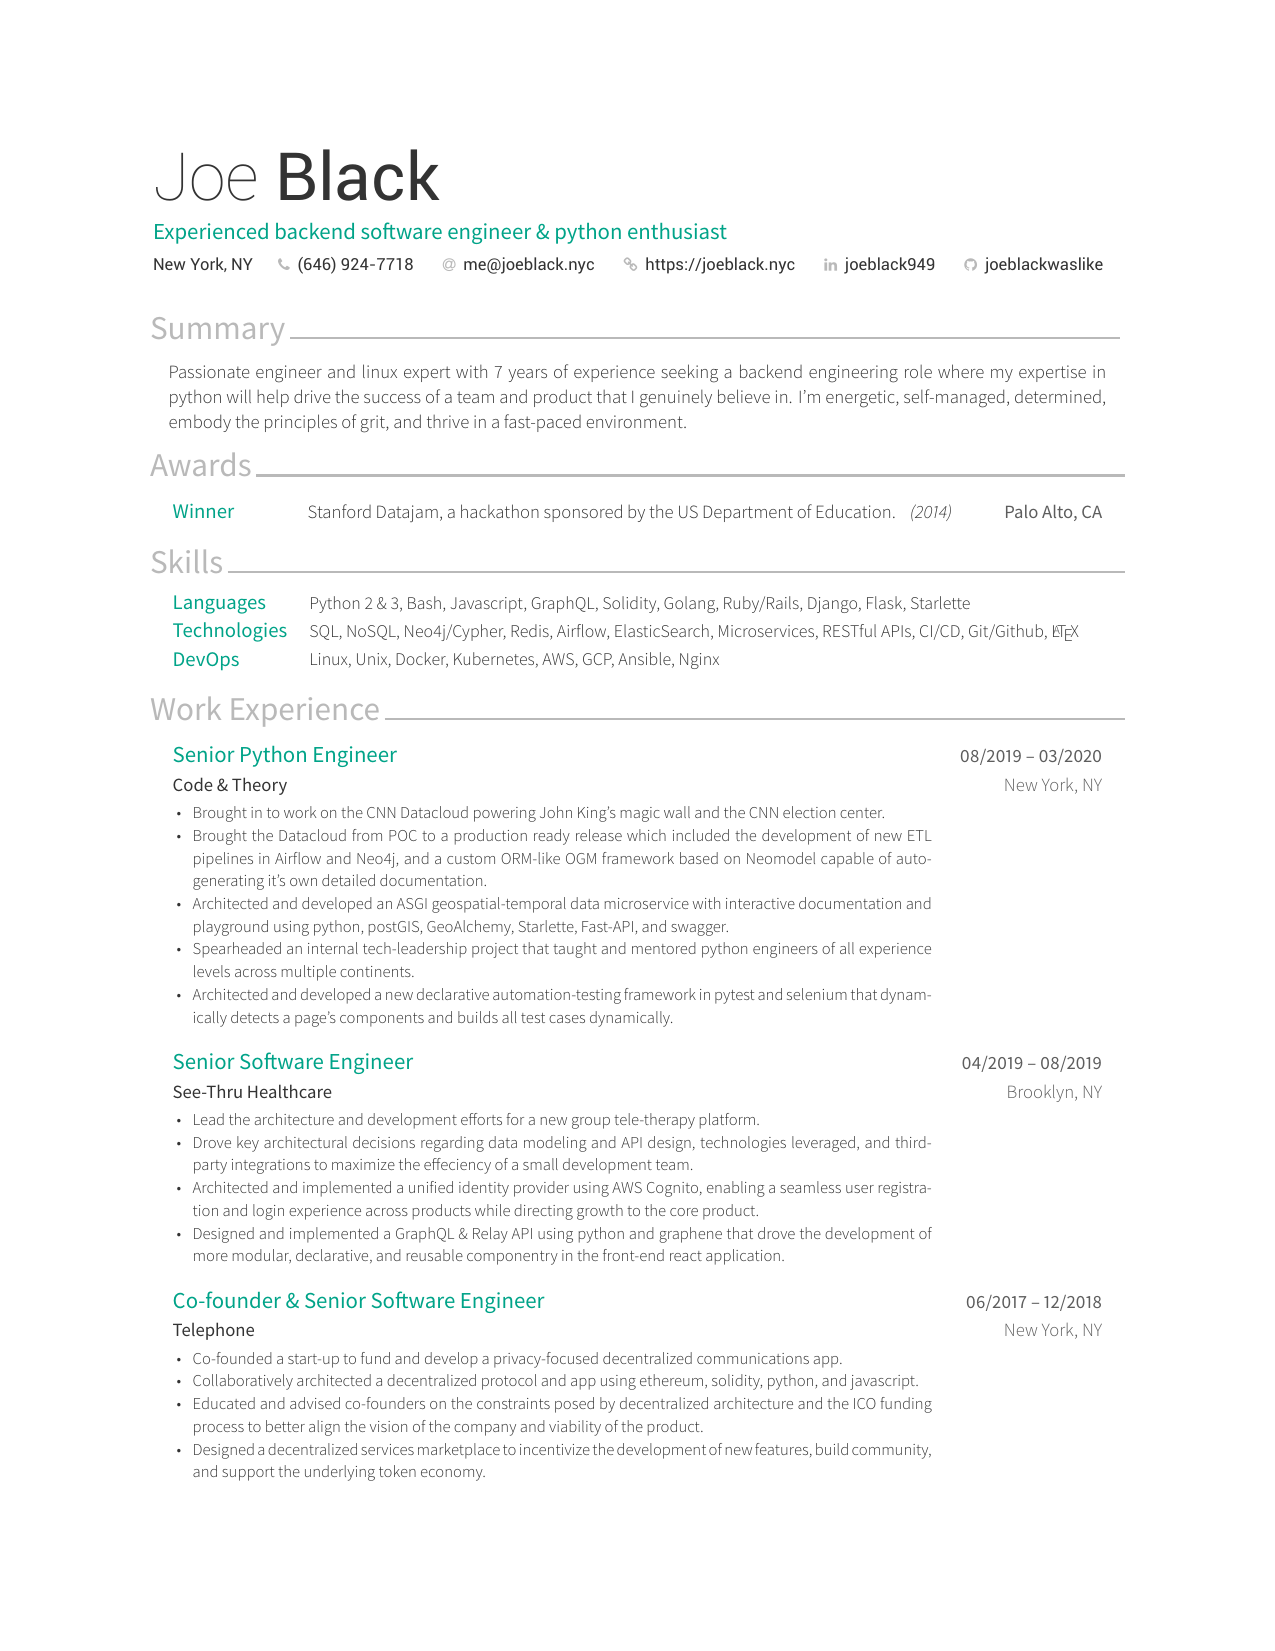 Joe Black
Experienced backend software engineer & python enthusiast
New York, NY (646) 924-7718 me@joeblack.nyc https://joeblack.nyc joeblack949 joeblackwaslike
Summary
Passionate engineer and linux expert with 7 years of experience seeking a backend engineering role where my expertise in
python will help drive the success of a team and product that I genuinely believe in. I’m energetic, self-managed, determined,
embody the principles of grit, and thrive in a fast-paced environment.
Awards
Winner Stanford Datajam, a hackathon sponsored by the US Department of Education. (2014) Palo Alto, CA
Skills
Languages Python 2 & 3, Bash, Javascript, GraphQL, Solidity, Golang, Ruby/Rails, Django, Flask, Starlette
Technologies SQL, NoSQL, Neo4j/Cypher, Redis, Airflow, ElasticSearch, Microservices, RESTful APIs, CI/CD, Git/Github, LATEX
DevOps Linux, Unix, Docker, Kubernetes, AWS, GCP, Ansible, Nginx
Work Experience
Senior Python Engineer 08/2019 – 03/2020
Code & Theory New York, NY
• Brought in to work on the CNN Datacloud powering John King’s magic wall and the CNN election center.
• Brought the Datacloud from POC to a production ready release which included the development of new ETL
pipelines in Airflow and Neo4j, and a custom ORM-like OGM framework based on Neomodel capable of auto-
generating it’s own detailed documentation.
• Architected and developed an ASGI geospatial-temporal data microservice with interactive documentation and
playground using python, postGIS, GeoAlchemy, Starlette, Fast-API, and swagger.
• Spearheaded an internal tech-leadership project that taught and mentored python engineers of all experience
levels across multiple continents.
• Architected and developed a new declarative automation-testing framework in pytest and selenium that dynam-
ically detects a page’s components and builds all test cases dynamically.
Senior Software Engineer 04/2019 – 08/2019
See-Thru Healthcare Brooklyn, NY
• Lead the architecture and development efforts for a new group tele-therapy platform.
• Drove key architectural decisions regarding data modeling and API design, technologies leveraged, and third-
party integrations to maximize the effeciency of a small development team.
• Architected and implemented a unified identity provider using AWS Cognito, enabling a seamless user registra-
tion and login experience across products while directing growth to the core product.
• Designed and implemented a GraphQL & Relay API using python and graphene that drove the development of
more modular, declarative, and reusable componentry in the front-end react application.
Co-founder & Senior Software Engineer 06/2017 – 12/2018
Telephone New York, NY
• Co-founded a start-up to fund and develop a privacy-focused decentralized communications app.
• Collaboratively architected a decentralized protocol and app using ethereum, solidity, python, and javascript.
• Educated and advised co-founders on the constraints posed by decentralized architecture and the ICO funding
process to better align the vision of the company and viability of the product.
• Designed a decentralized services marketplace to incentivize the development of new features, build community,
and support the underlying token economy.